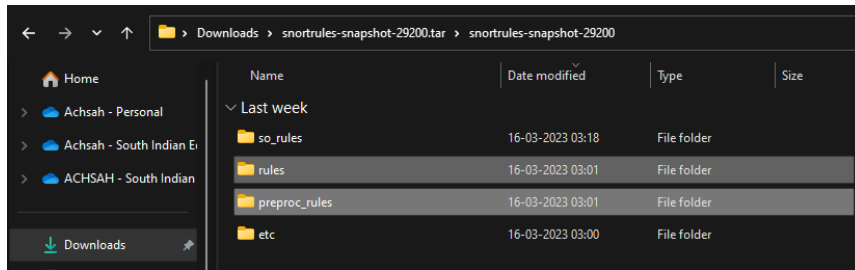 Downloads > snortrules-snapshot-29200.tar > snortrules-snapshot-29200
Home
Achsah - Personal
Achsah - South Indian E
ACHSAH - South Indian
Downloads
Name Date modified Type Size
Last week
so_rules 16-03-2023 03:18 File folder
rules 16-03-2023 03:01 File folder
preproc_rules 16-03-2023 03:01 File folder
etc 16-03-2023 03:00 File folder